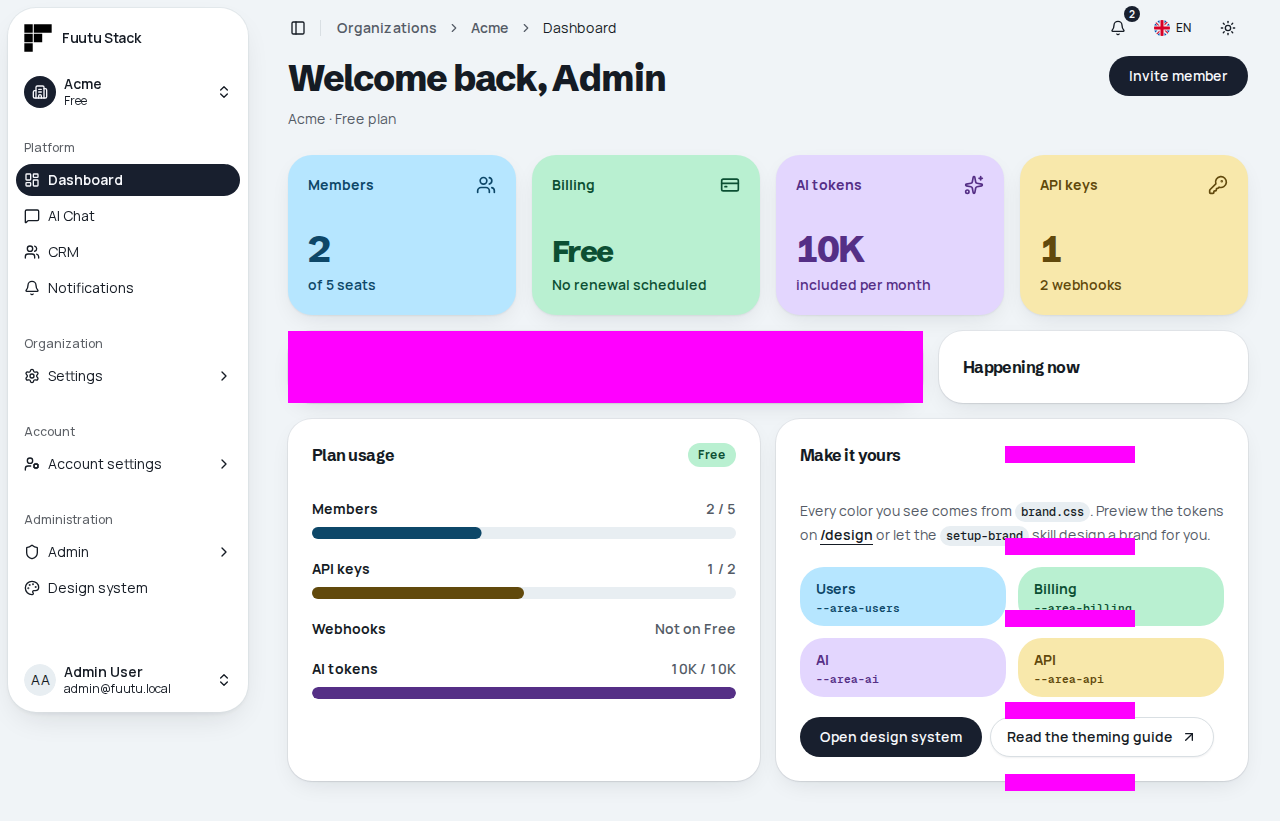 Fuutu Stack
Acme
Free
Platform
Dashboard
AI Chat
CRM
Notifications
Organization
Settings
Account
Account settings
Administration
Admin
Design system
AA
Admin User
admin@fuutu.local
Organizations
Acme
Dashboard
2
EN
Welcome back, Admin
Invite member
Acme · Free plan
Members
2
of 5 seats
Billing
Free
No renewal scheduled
AI tokens
10K
included per month
API keys
1
2 webhooks
Happening now
Plan usage
Free
Members
2 / 5
API keys
1 / 2
Webhooks
Not on Free
AI tokens
10K / 10K
Make it yours
Every color you see comes from brand.css. Preview the tokens
on /design or let the setup-brand skill design a brand for you.
Users
--area-users
Billing
--area-billing
AI
--area-ai
API
--area-api
Open design system
Read the theming guide